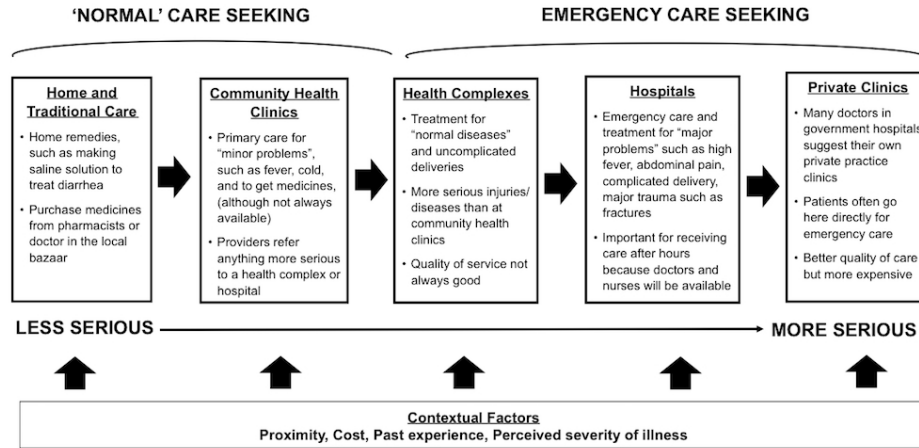 ‘NORMAL’ CARE SEEKING
EMERGENCY CARE SEEKING
Home and
Traditional Care
• Home remedies,
such as making
saline solution to
treat diarrhea
• Purchase medicines
from pharmacists or
doctor in the local
bazaar
Community Health
Clinics
• Primary care for
“minor problems”,
such as fever, cold,
and to get medicines,
(although not always
available)
• Providers refer
anything more serious
to a health complex or
hospital
Health Complexes
• Treatment for
“normal diseases”
and uncomplicated
deliveries
• More serious injuries/
diseases than at
community health
clinics
• Quality of service not
always good
Hospitals
• Emergency care and
treatment for “major
problems” such as high
fever, abdominal pain,
complicated delivery,
major trauma such as
fractures
• Important for receiving
care after hours
because doctors and
nurses will be available
Private Clinics
• Many doctors in
government hospitals
suggest their own
private practice
clinics
• Patients often go
here directly for
emergency care
• Better quality of care
but more expensive
LESS SERIOUS
MORE SERIOUS
Contextual Factors
Proximity, Cost, Past experience, Perceived severity of illness